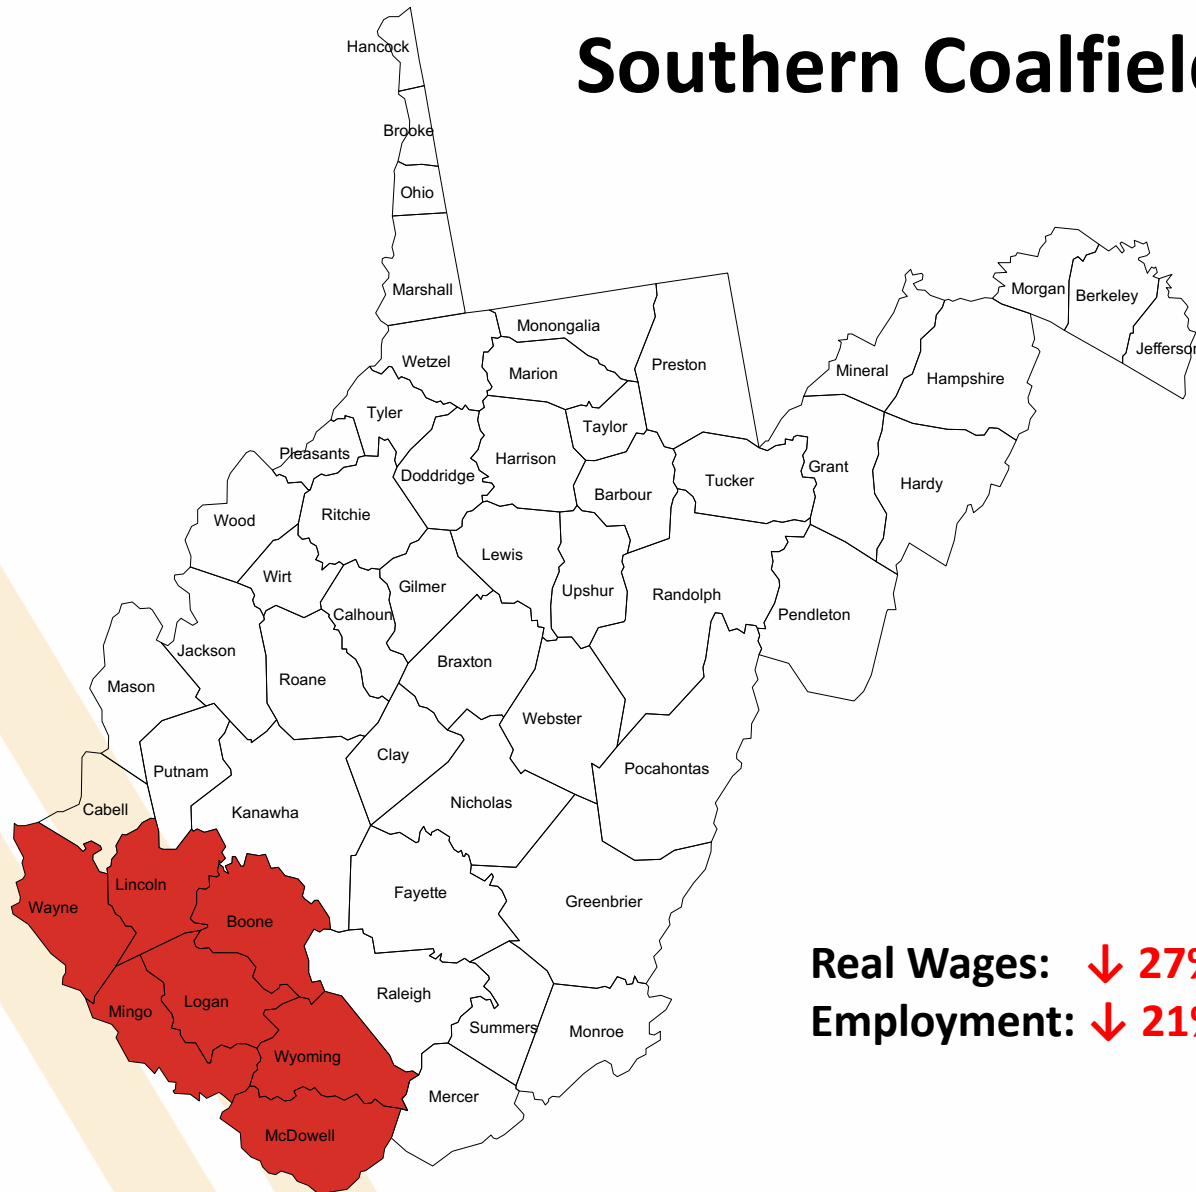 Southern Coalfiel
Hancock
Brooke
Ohio
Marshall
Morgan
Berkeley
Jefferson
Monongalia
Wetzel
Marion
Preston
Mineral
Hampshire
Tyler
Taylor
Pleasants
Harrison
Doddridge
Barbour
Tucker
Grant
Hardy
Wood
Ritchie
Lewis
Wirt
Gilmer
Upshur
Randolph
Calhoun
Pendleton
Jackson
Braxton
Roane
Mason
Webster
Clay
Pocahontas
Putnam
Nicholas
Cabell
Kanawha
Lincoln
Fayette
Greenbrier
Wayne
Boone
Real Wages: ↓ 27%
Raleigh
Logan
Mingo
Summers
Monroe
Employment: ↓ 21%
Wyoming
Mercer
McDowell